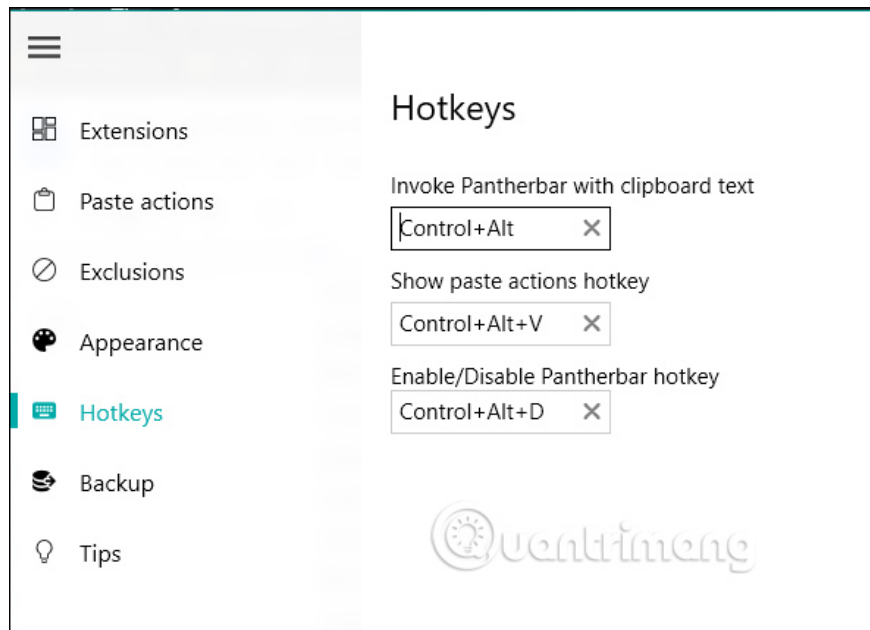 Extensions
Paste actions
Exclusions
Appearance
Hotkeys
Backup
Tips
Hotkeys
Invoke Pantherbar with clipboard text
Control+Alt
Show paste actions hotkey
Control+Alt+V
Enable/Disable Pantherbar hotkey
Control+Alt+D
Quantrimang